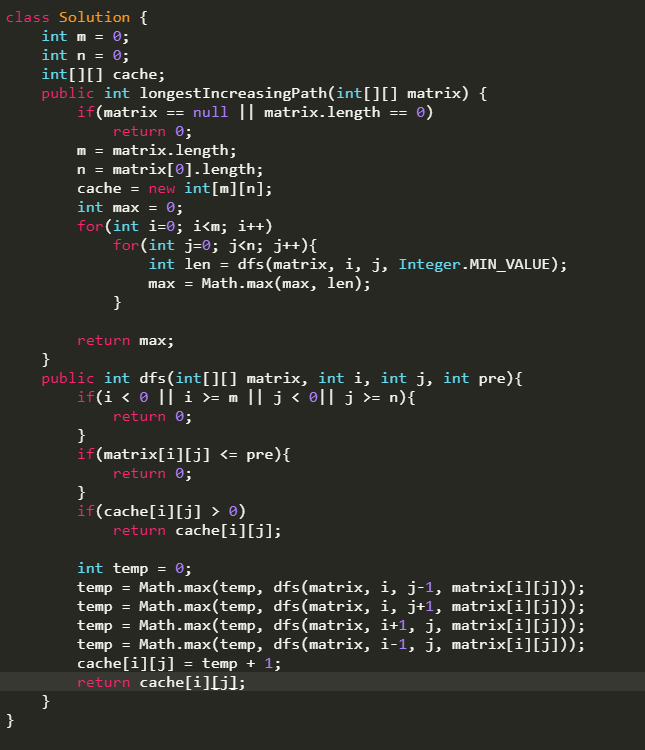 class Solution {
    int m = 0;
    int n = 0;
    int[][] cache;
    public int longestIncreasingPath(int[][] matrix) {
        if(matrix == null || matrix.length == 0)
            return 0;
        m = matrix.length;
        n = matrix[0].length;
        cache = new int[m][n];
        int max = 0;
        for(int i=0; i<m; i++)
            for(int j=0; j<n; j++){
                int len = dfs(matrix, i, j, Integer.MIN_VALUE);
                max = Math.max(max, len);
            }

        return max;
    }
    public int dfs(int[][] matrix, int i, int j, int pre){
        if(i < 0 || i >= m || j < 0|| j >= n){
            return 0;
        }
        if(matrix[i][j] <= pre){
            return 0;
        }
        if(cache[i][j] > 0)
            return cache[i][j];

        int temp = 0;
        temp = Math.max(temp, dfs(matrix, i, j-1, matrix[i][j]));
        temp = Math.max(temp, dfs(matrix, i, j+1, matrix[i][j]));
        temp = Math.max(temp, dfs(matrix, i+1, j, matrix[i][j]));
        temp = Math.max(temp, dfs(matrix, i-1, j, matrix[i][j]));
        cache[i][j] = temp + 1;
        return cache[i][j];
    }
}